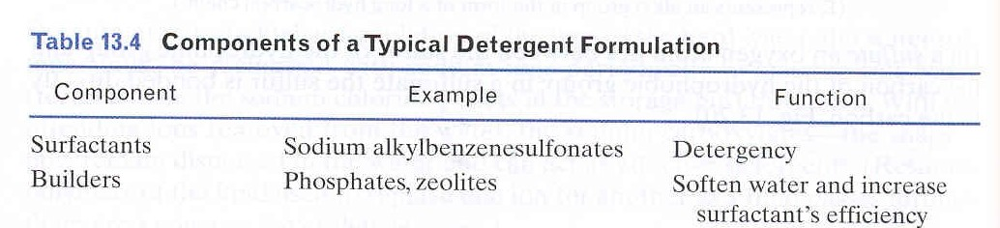 Table 13.4 Components of a Typical Detergent Formulation
Component Example Function
Surfactants Sodium alkylbenzenesulfonates Detergency
Builders Phosphates, zeolites Soften water and increase
surfactant's efficiency